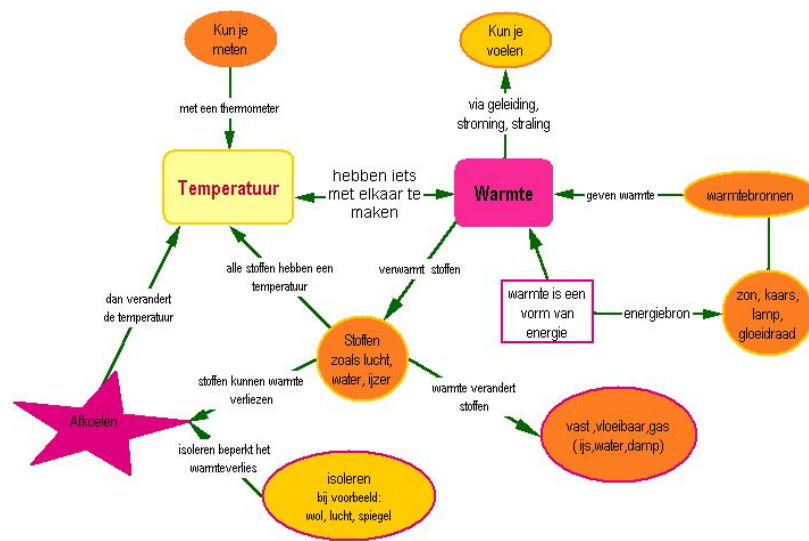 Kun je
meten
Kun je
voelen
met een thermometer
via geleiding,
stroming, straling
Temperatuur
hebben iets
met elkaar te
maken
Warmte
geven warmte
warmtebronnen
alle stoffen hebben een
temperatuur
verwarmt stoffen
dan verandert
de temperatuur
warmte is een
vorm van
energie
energiebron
zon, kaars,
lamp,
gloeidraad
Stoffen
zoals lucht,
water, ijzer
stoffen kunnen warmte
verliezen
warmte verandert
stoffen
Afkoelen
vast ,vloeibaar,gas
( ijs,water,damp)
isoleren beperkt het
warmteverlies
isoleren
bij voorbeeld:
wol, lucht, spiegel